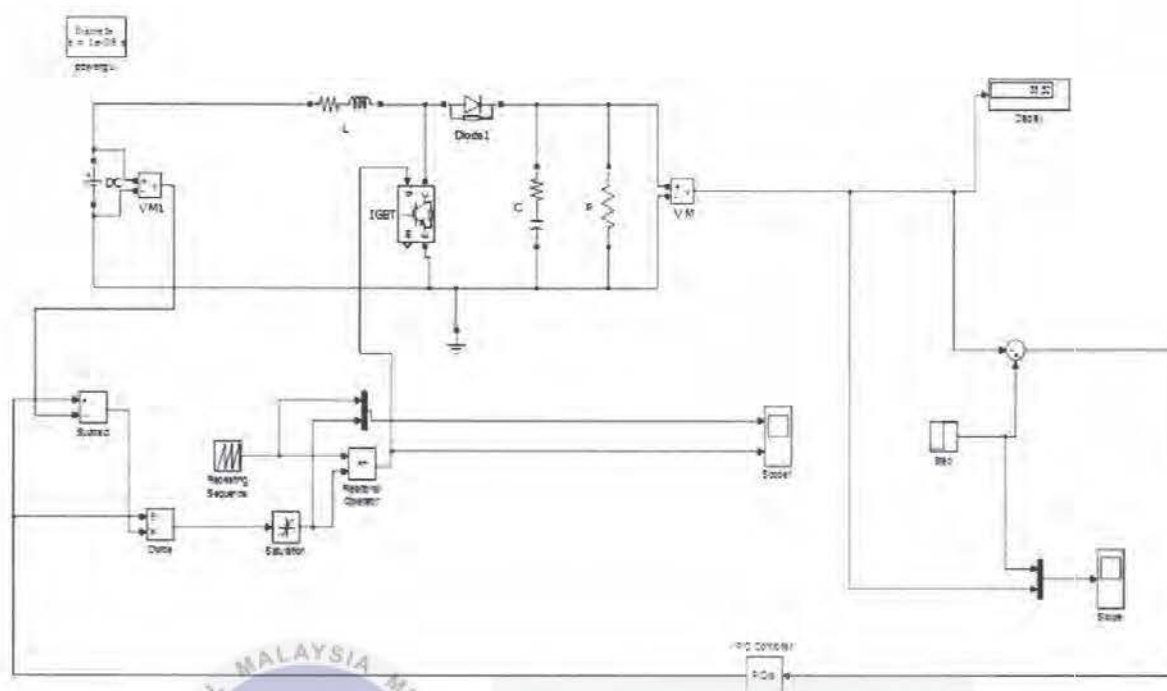 Discrete
powergui
L
Diode1
DC
VM1
IGBT
C
VM
Display
Subtract
Step
Scope1
Repeating
Sequence
Relational
Operator
Divide
Saturation
Scope
PID Controller
MALAYSIA